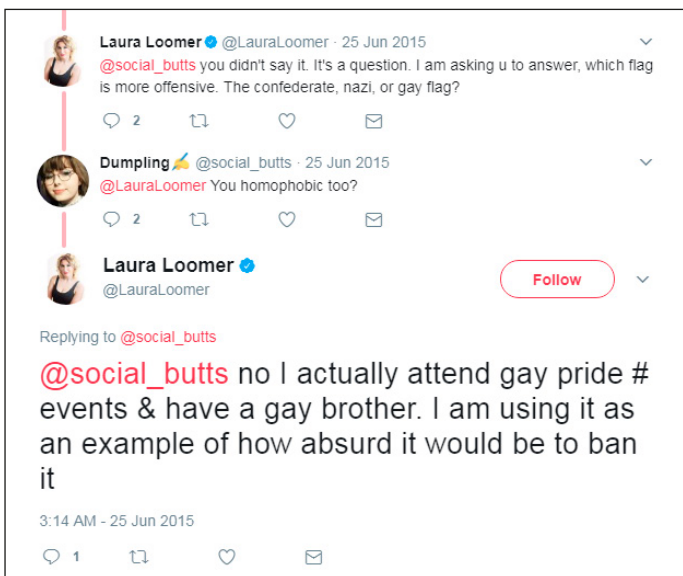 Laura Loomer @LauraLoomer · 25 Jun 2015
@social_butts you didn't say it. It's a question. I am asking u to answer, which flag
is more offensive. The confederate, nazi, or gay flag?
2
Dumpling✍ @social_butts · 25 Jun 2015
@LauraLoomer You homophobic too?
2
Laura Loomer
@LauraLoomer
Follow
Replying to @social_butts
@social_butts no I actually attend gay pride #
events & have a gay brother. I am using it as
an example of how absurd it would be to ban
it
3:14 AM - 25 Jun 2015
1